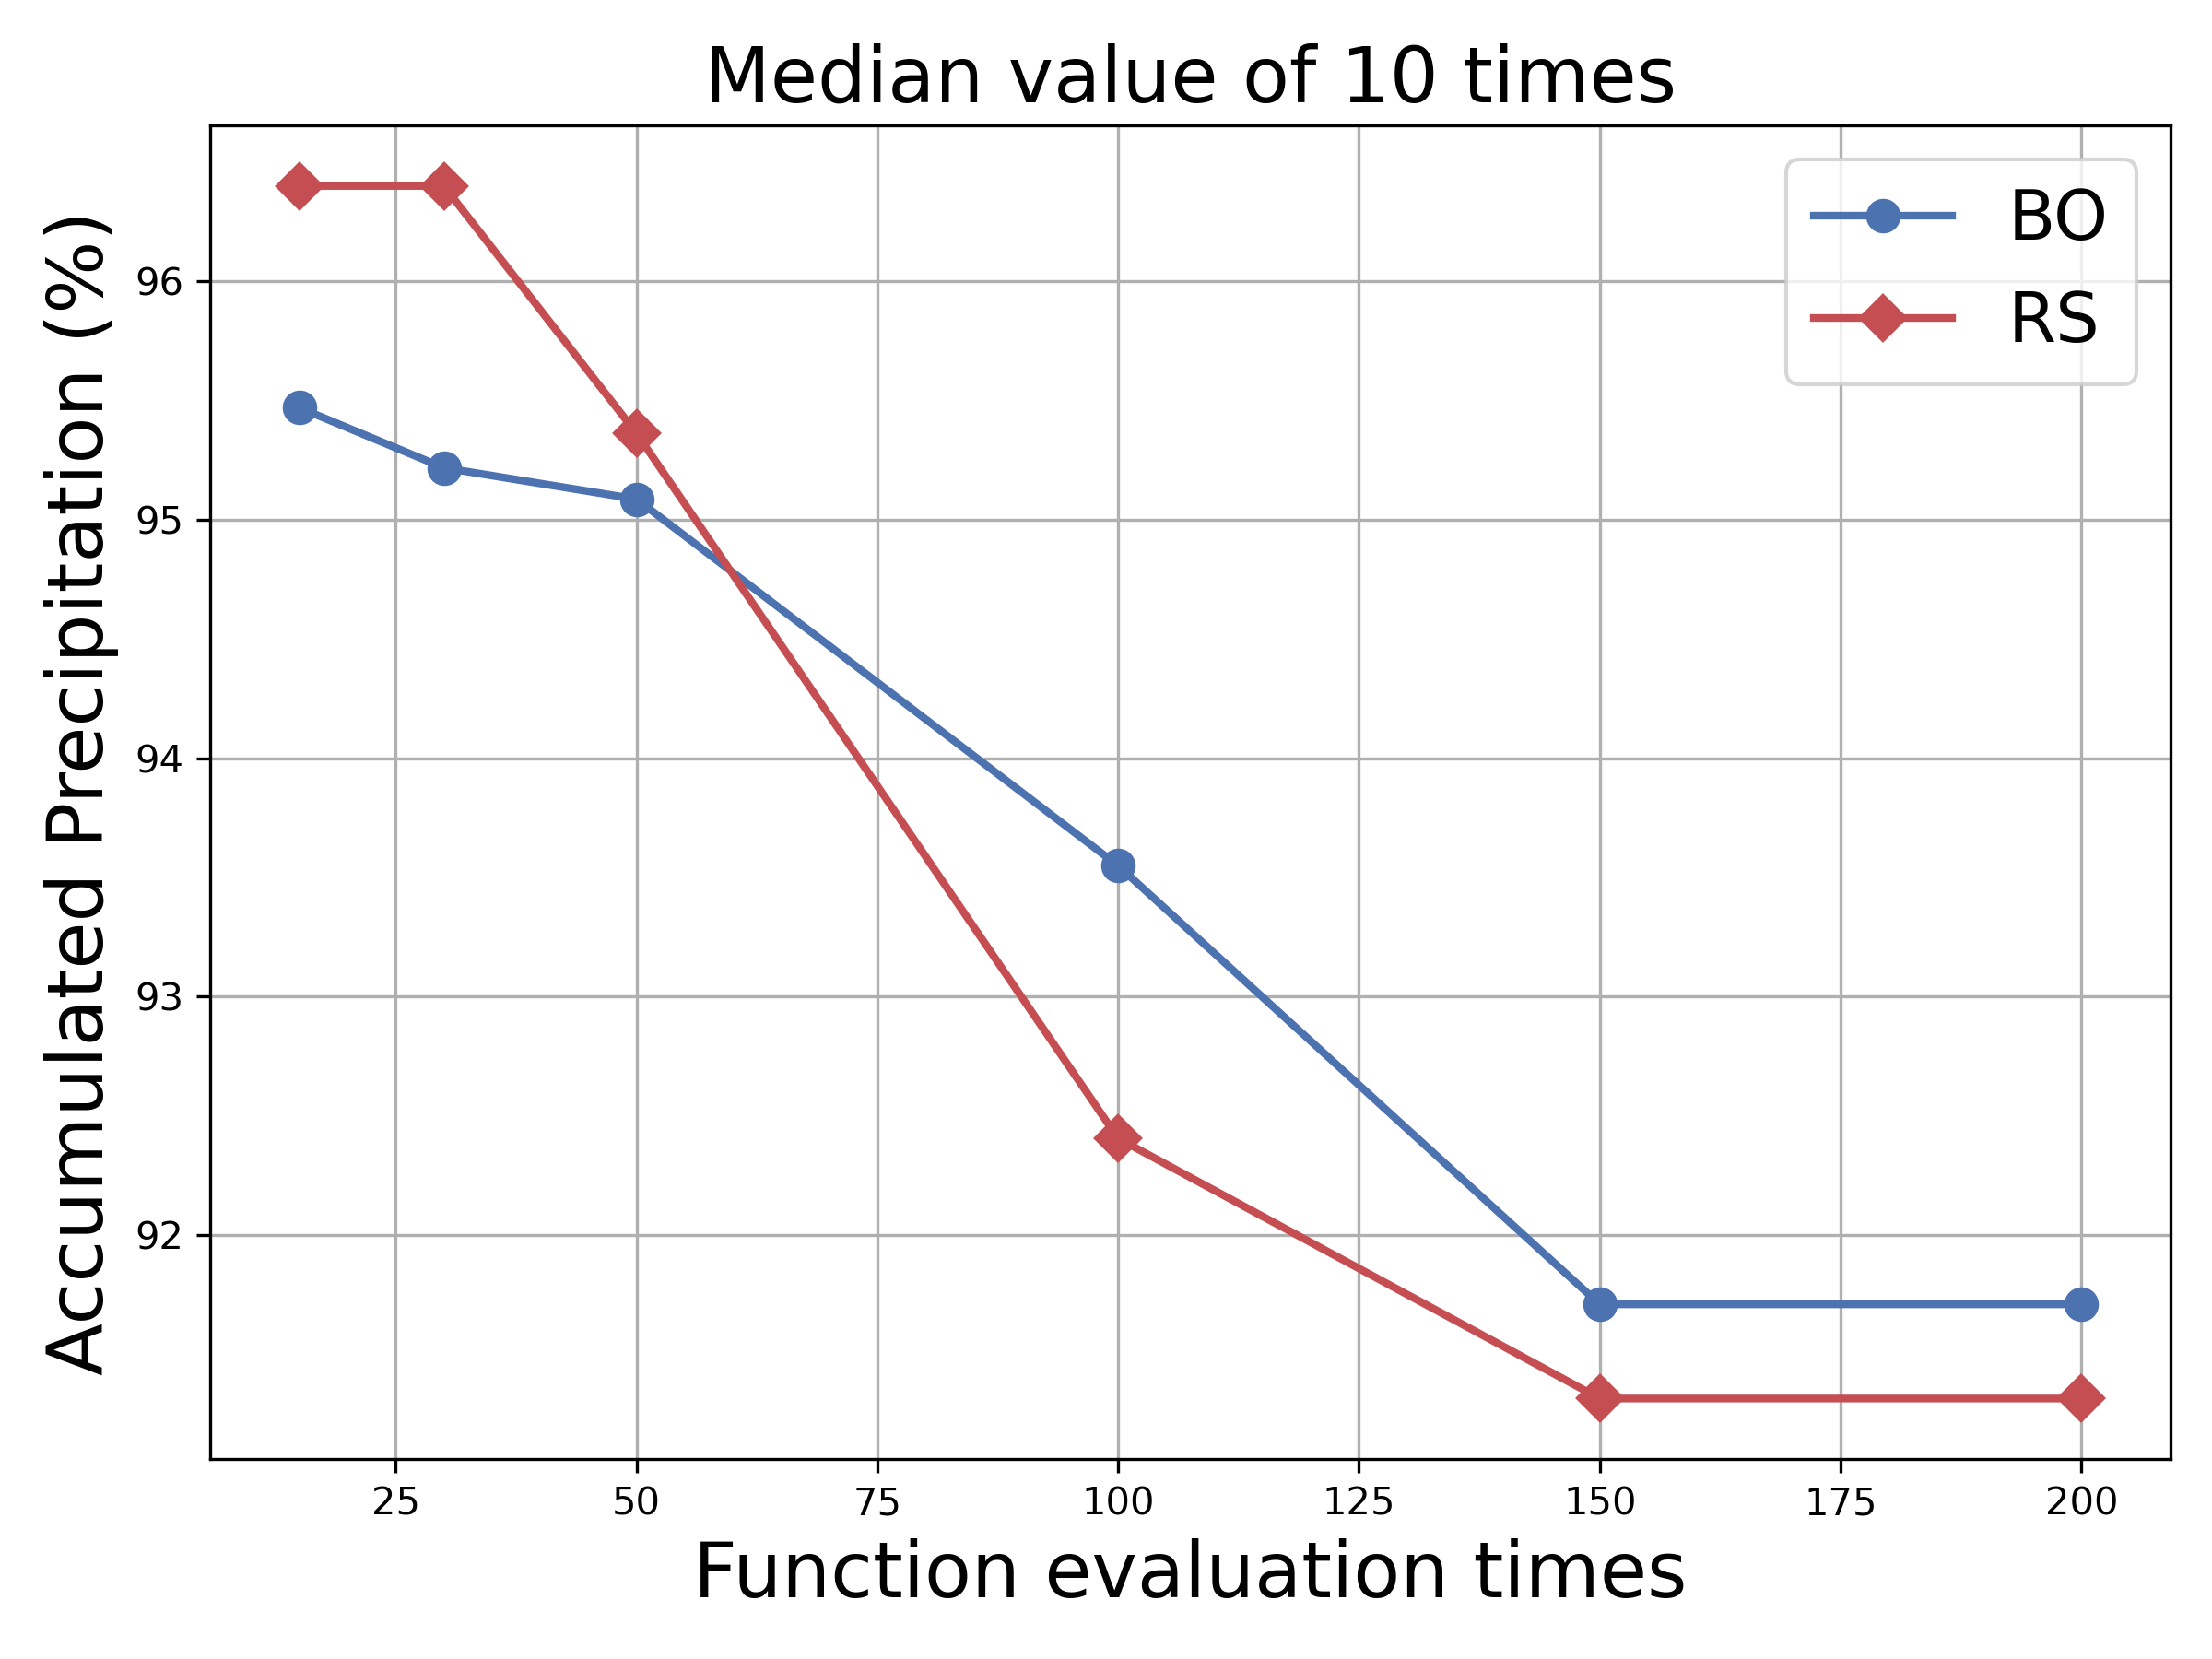 Median value of 10 times
Accumulated Precipitation (%)
96
95
94
93
92
BO
RS
25 50 75 100 125 150 175 200
Function evaluation times